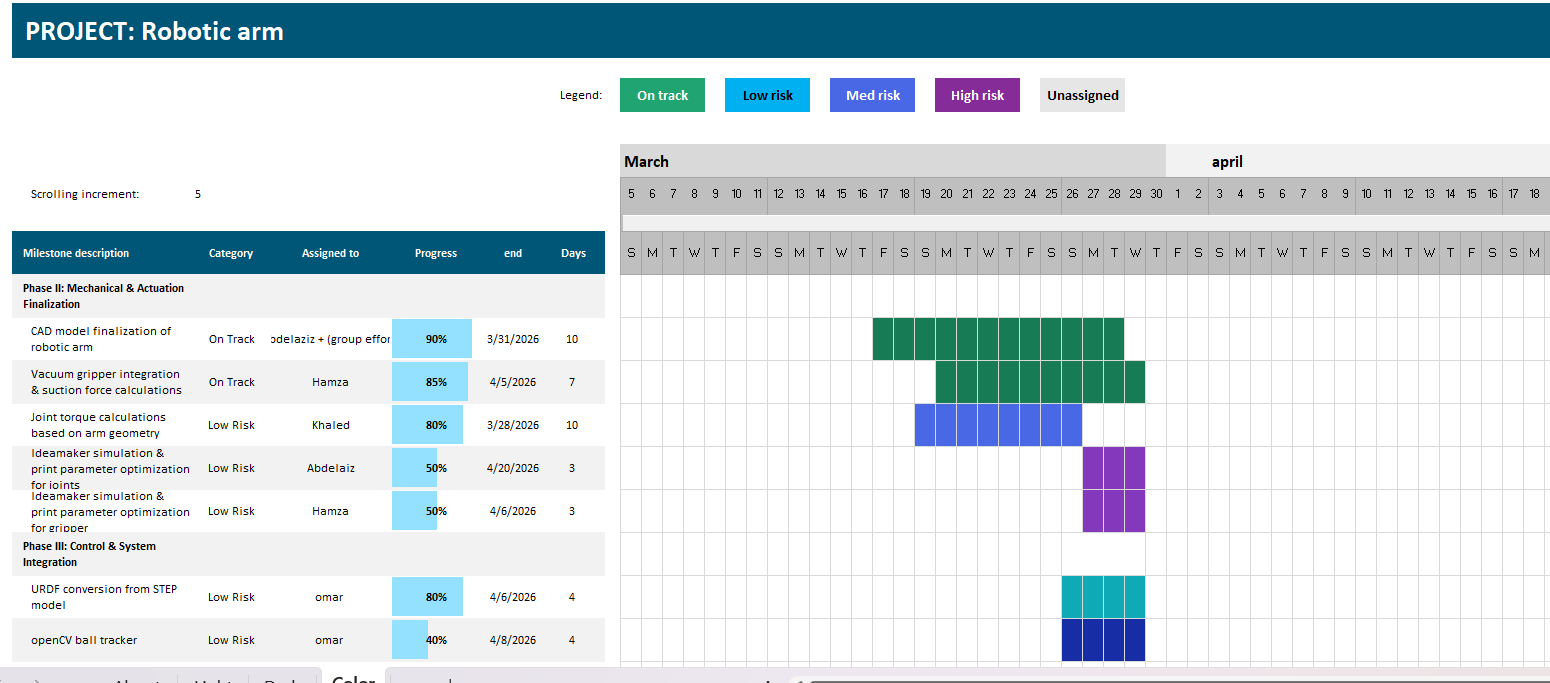 PROJECT: Robotic arm
Legend: On track Low risk Med risk High risk Unassigned
March april
Scrolling increment: 5
5 6 7 8 9 10 11 12 13 14 15 16 17 18 19 20 21 22 23 24 25 26 27 28 29 30 1 2 3 4 5 6 7 8 9 10 11 12 13 14 15 16 17 18
Milestone description Category Assigned to Progress end Days
S M T W T F S S M T W T F S S M T W T F S S M T W T F S S M T W T F S S M T W T F S S M
Phase II: Mechanical & Actuation
Finalization
CAD model finalization of
robotic arm
On Track odelaziz + (group effor 90% 3/31/2026 10
Vacuum gripper integration
& suction force calculations
On Track Hamza 85% 4/5/2026 7
Joint torque calculations
based on arm geometry
Low Risk Khaled 80% 3/28/2026 10
Ideamaker simulation &
print parameter optimization
for joints
Low Risk Abdelaiz 50% 4/20/2026 3
Ideamaker simulation &
print parameter optimization
for gripper
Low Risk Hamza 50% 4/6/2026 3
Phase III: Control & System
Integration
URDF conversion from STEP
model
Low Risk omar 80% 4/6/2026 4
openCV ball tracker Low Risk omar 40% 4/8/2026 4
Color